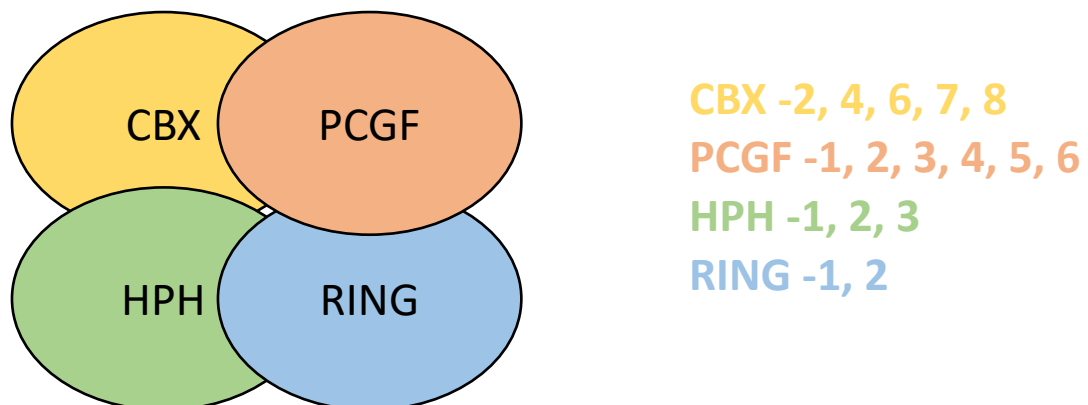 CBX
PCGF
HPH
RING
CBX -2, 4, 6, 7, 8
PCGF -1, 2, 3, 4, 5, 6
HPH -1, 2, 3
RING -1, 2